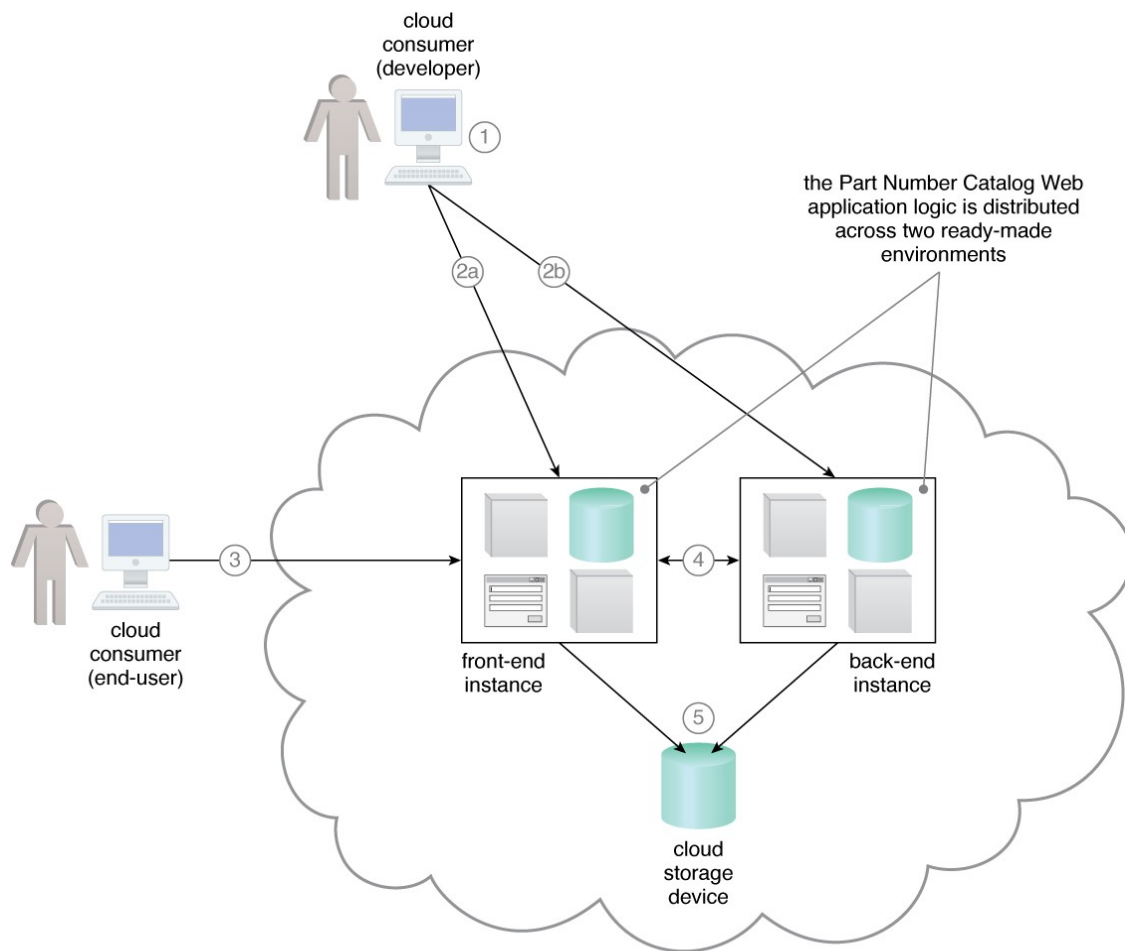 cloud
consumer
(developer)
1
the Part Number Catalog Web
application logic is distributed
across two ready-made
environments
2a
2b
3
4
cloud
consumer
(end-user)
front-end
instance
back-end
instance
5
cloud
storage
device